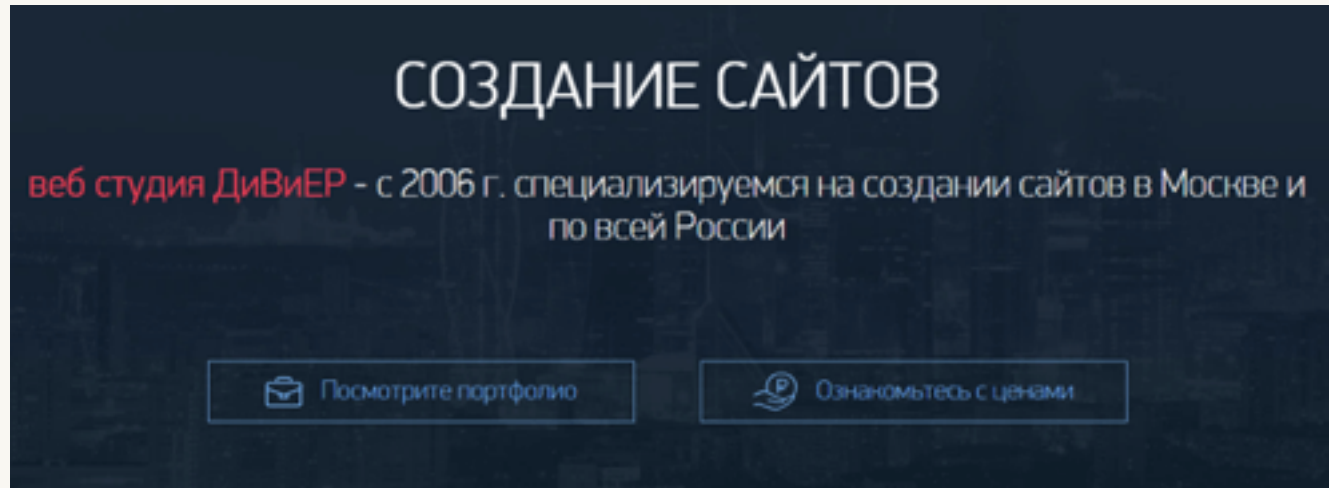 СОЗДАНИЕ САЙТОВ
веб студия ДиВиЕР - с 2006 г. специализируемся на создании сайтов в Москве и
по всей России
Посмотрите портфолио
Ознакомьтесь с ценами